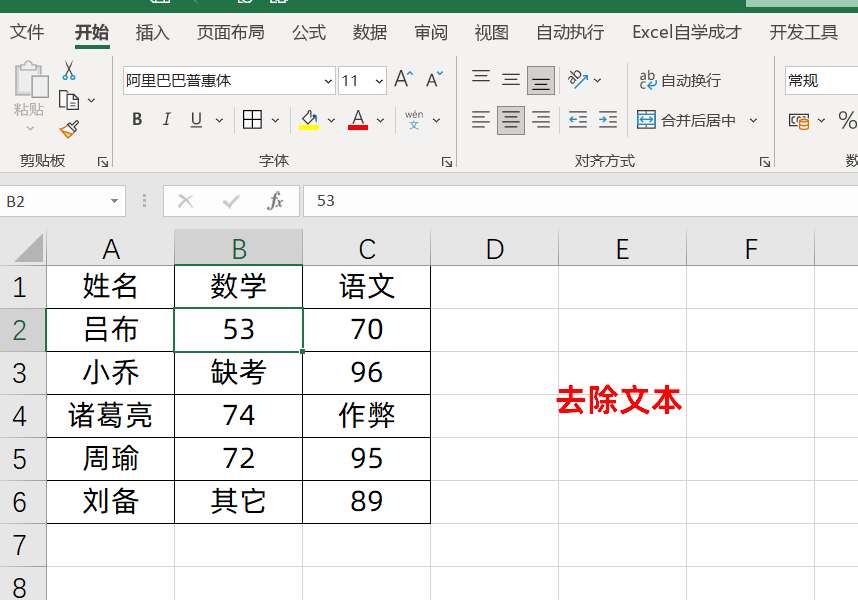 文件 开始 插入 页面布局 公式 数据 审阅 视图 自动执行 Excel自学成才 开发工具
阿里巴巴普惠体 11 自动换行 常规
粘贴 B I U A wén 文 合并后居中 %
剪贴板 字体 对齐方式 数
B2 fx 53
A B C D E F
1 姓名 数学 语文
2 吕布 53 70
3 小乔 缺考 96
4 诸葛亮 74 作弊
去除文本
5 周瑜 72 95
6 刘备 其它 89
7
8